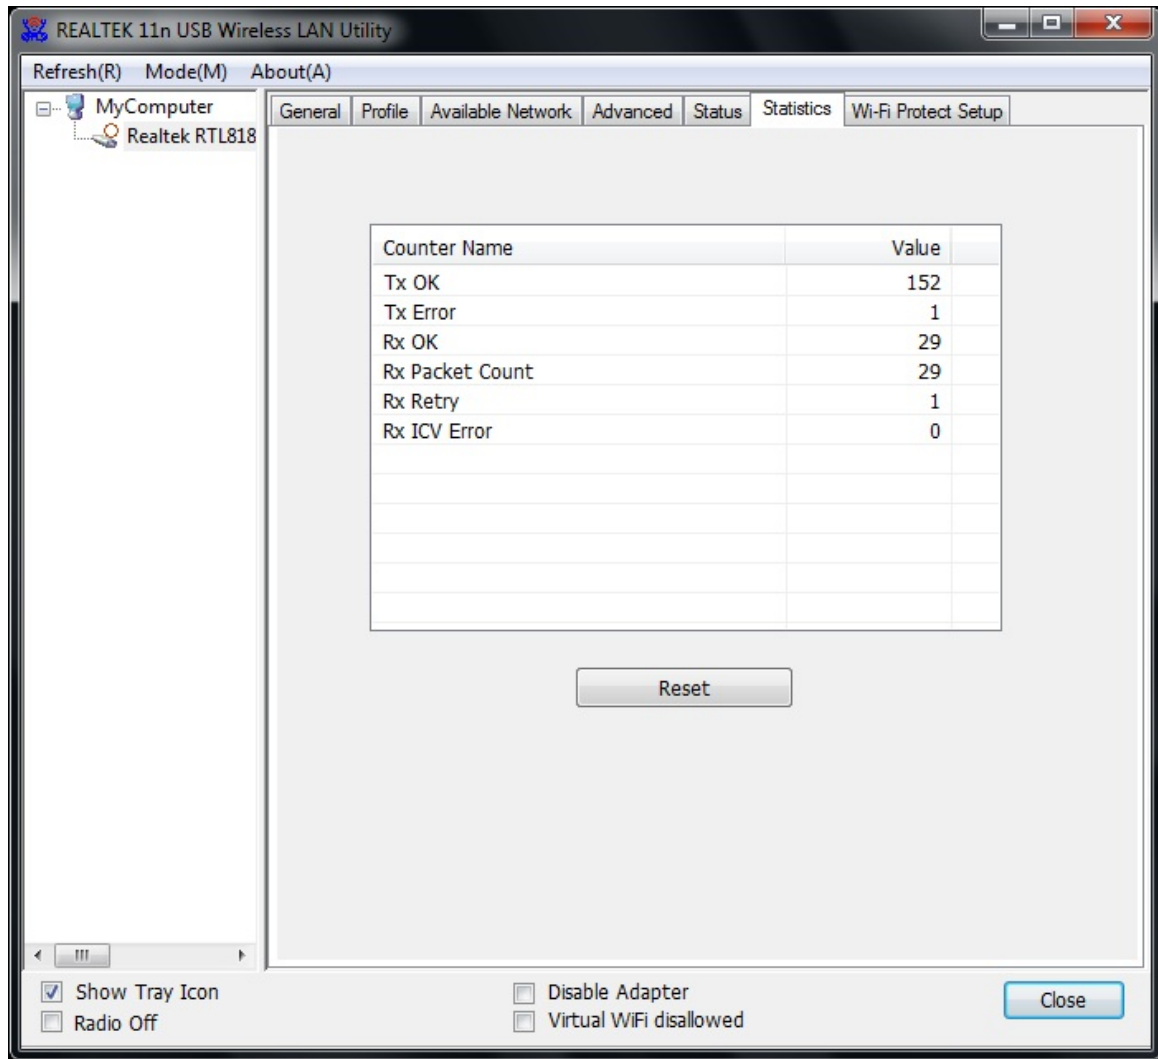 REALTEK 11n USB Wireless LAN Utility
Refresh(R) Mode(M) About(A)
MyComputer
Realtek RTL818
General Profile Available Network Advanced Status Statistics Wi-Fi Protect Setup
Counter Name Value
Tx OK 152
Tx Error 1
Rx OK 29
Rx Packet Count 29
Rx Retry 1
Rx ICV Error 0
Reset
Show Tray Icon Disable Adapter
Radio Off Virtual WiFi disallowed
Close